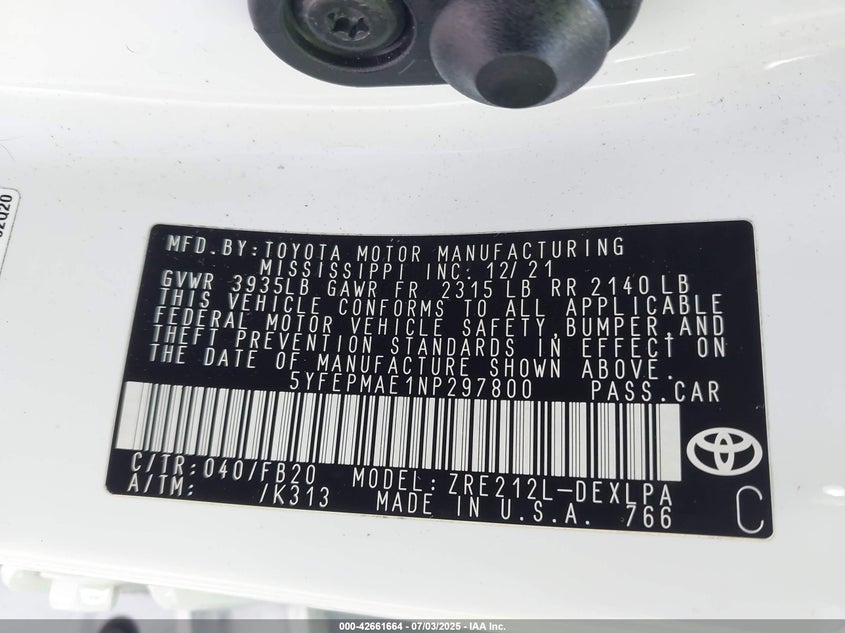 MFD.BY:TOYOTA MOTOR MANUFACTURING
MISSISSIPPI INC. 12/21
GVWR 3935LB GAWR FR 2315 LB RR 2140LB
THIS VEHICLE CONFORMS TO ALL APPLICABLE
FEDERAL MOTOR VEHICLE SAFETY,BUMPER,AND
THEFT PREVENTION STANDARDS IN EFFECT ON
THE DATE OF MANUFACTURE SHOWN ABOVE.
5YFEPMAE1NP297800 PASS.CAR
C/TR: 040/FB20 MODEL: ZRE212L-DEXLPA
A/TM: /K313 MADE IN U.S.A. 766
C
000-42661664 | 07/03/2025 - IAA Inc.